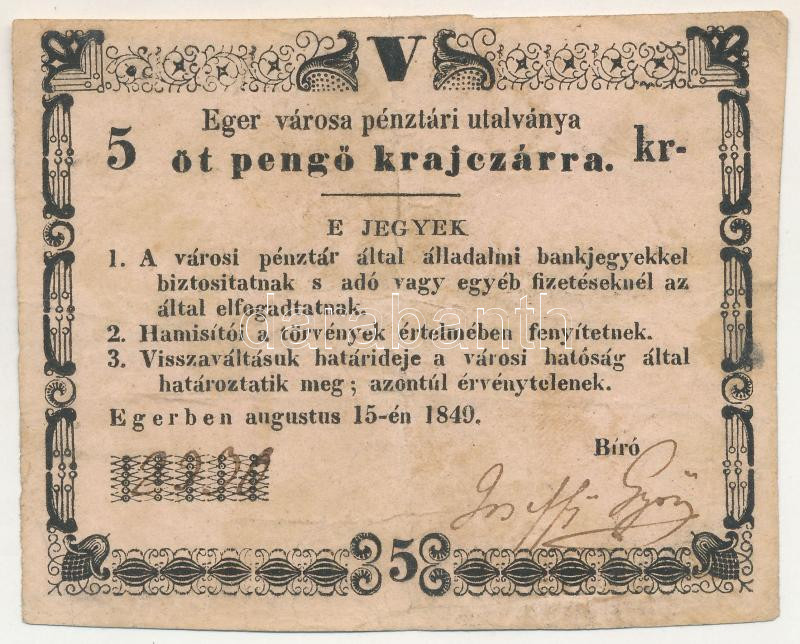 V
Eger városa pénztári utalványa
5 öt pengő krajczárra. kr-
E JEGYEK
1. A városi pénztár által álladalmi bankjegyekkel
biztositatnak s adó vagy egyéb fizetéseknél az
által elfogadtatnak.
2. Hamisítói a törvények értelmében fenyítetnek.
3. Visszaváltásuk határideje a városi hatóság által
határoztatik meg; azontúl érvénytelenek.
Egerben augustus 15-én 1849.
Bíró
5
darabanth